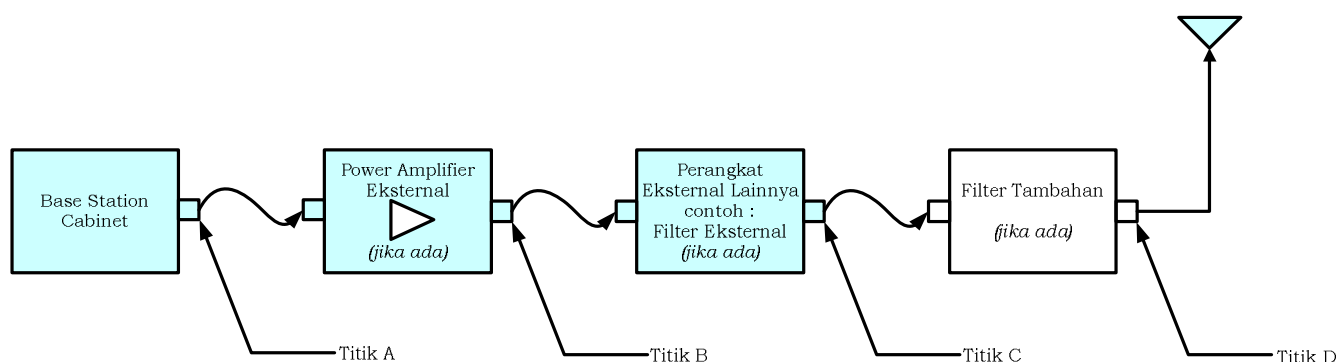 Base Station
Cabinet
Power Amplifier
Eksternal
(jika ada)
Perangkat
Eksternal Lainnya
contoh :
Filter Eksternal
(jika ada)
Filter Tambahan
(jika ada)
Titik A
Titik B
Titik C
Titik D